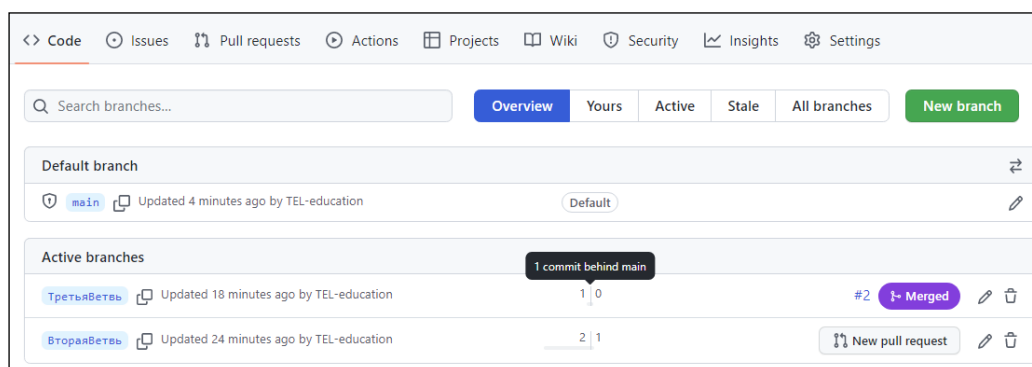 <> Code Issues Pull requests Actions Projects Wiki Security Insights Settings
Search branches... Overview Yours Active Stale All branches New branch
Default branch
main Updated 4 minutes ago by TEL-education Default
Active branches
1 commit behind main
ТретьяВетвь Updated 18 minutes ago by TEL-education 1 0 #2 Merged
ВтораяВетвь Updated 24 minutes ago by TEL-education 2 1 New pull request